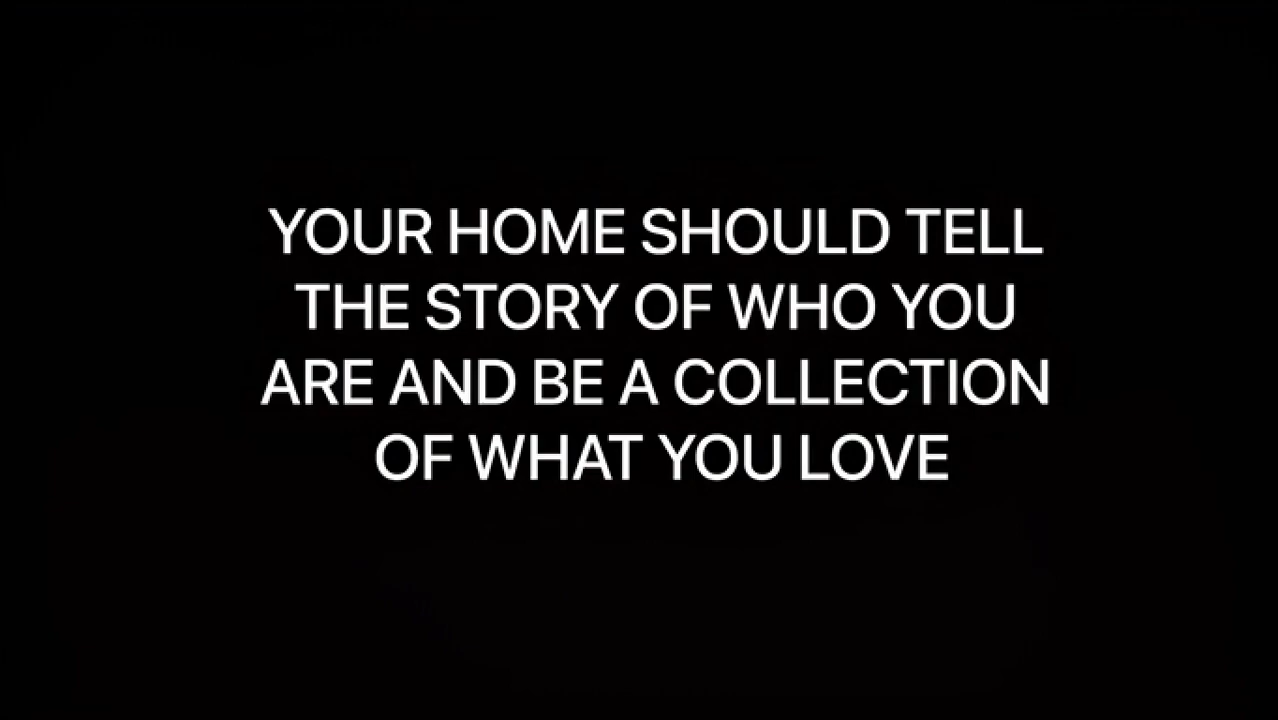 YOUR HOME SHOULD TELL
THE STORY OF WHO YOU
ARE AND BE A COLLECTION
OF WHAT YOU LOVE